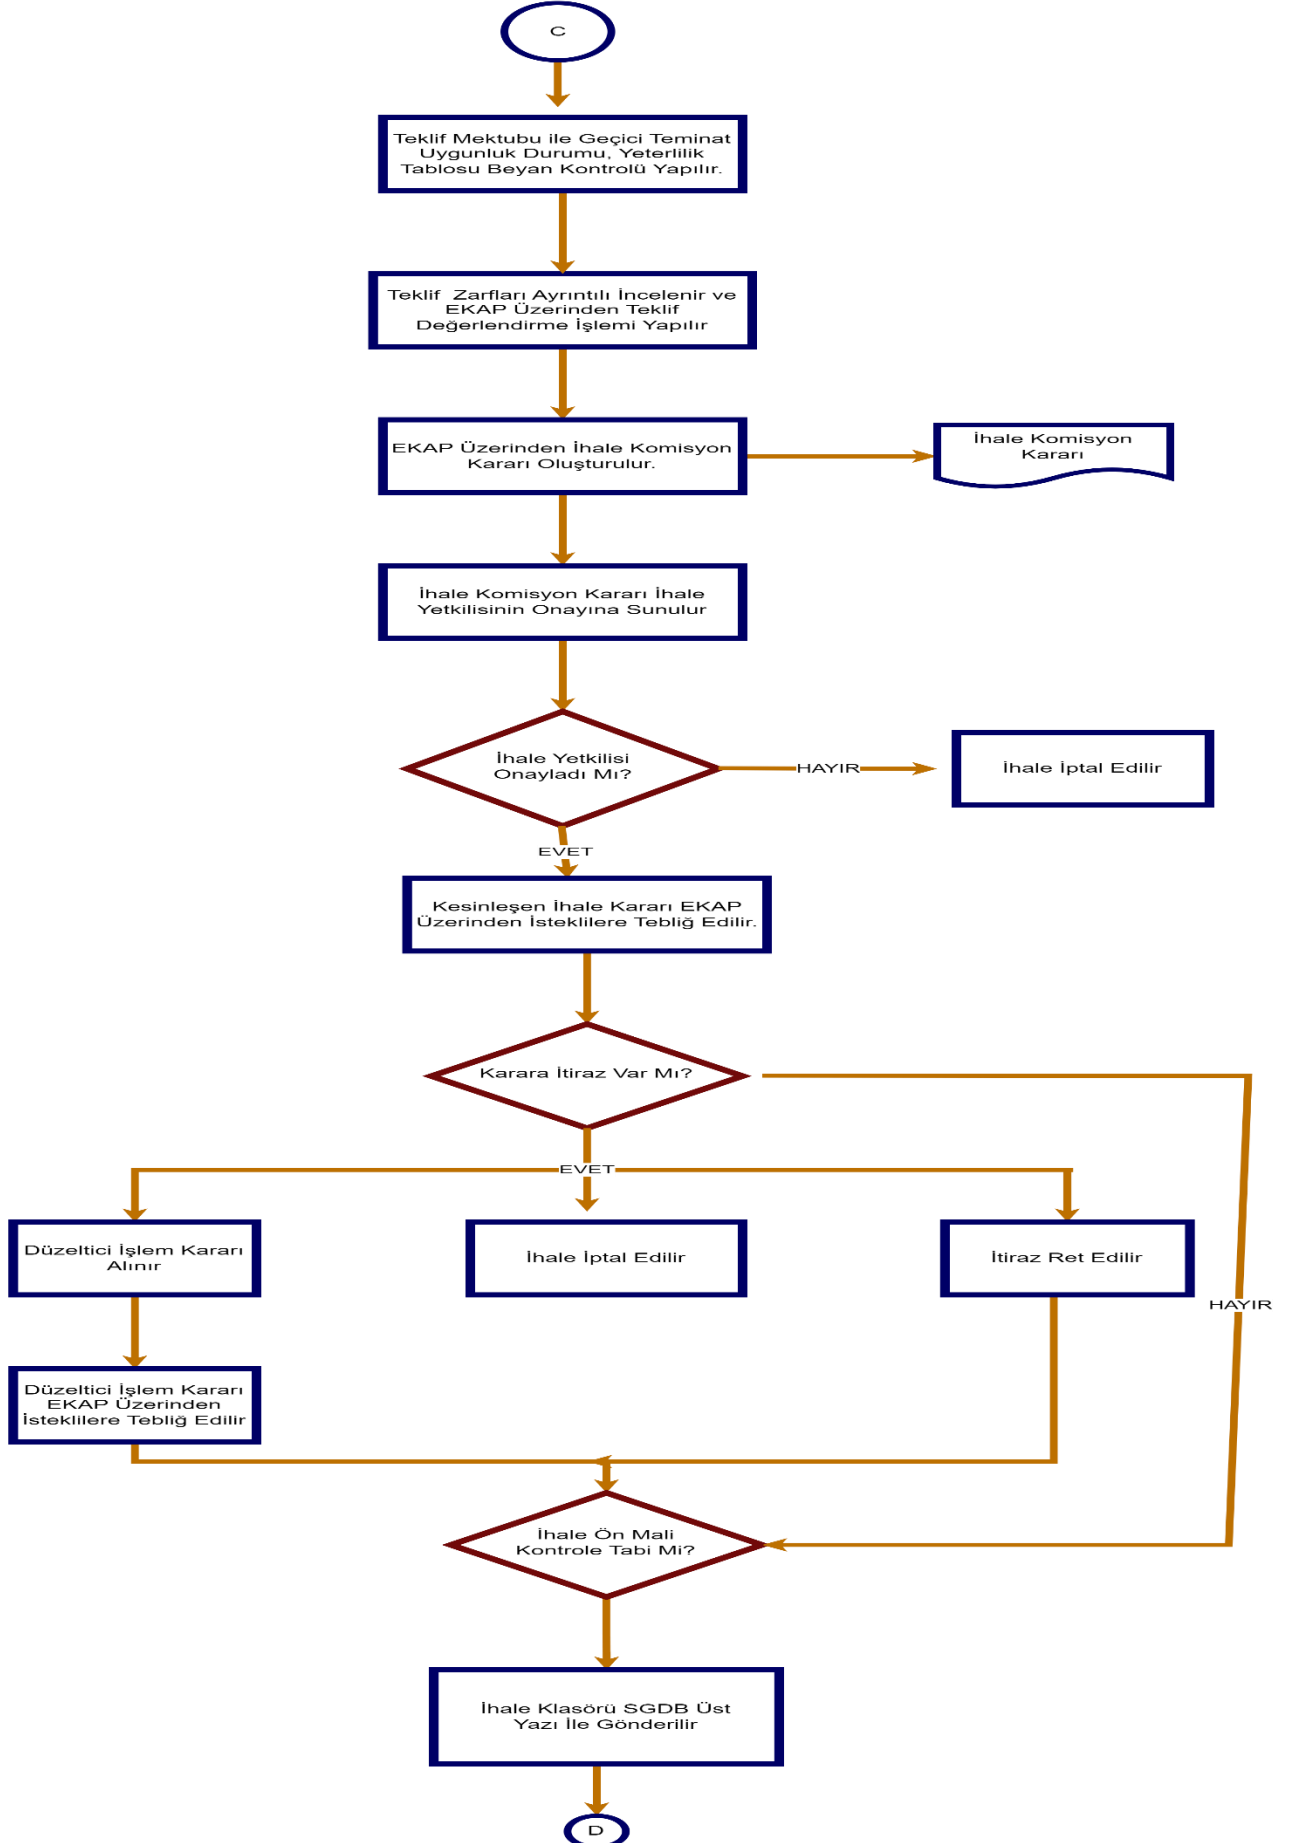 C
Teklif Mektubu ile Geçici Teminat
Uygunluk Durumu, Yeterlilik
Tablosu Beyan Kontrolü Yapılır.
Teklif Zarfları Ayrıntılı İncelenir ve
EKAP Üzerinden Teklif
Değerlendirme İşlemi Yapılır
EKAP Üzerinden İhale Komisyon
Kararı Oluşturulur.
İhale Komisyon
Kararı
İhale Komisyon Kararı İhale
Yetkilisinin Onayına Sunulur
İhale Yetkilisi
Onayladı Mı?
HAYIR
İhale İptal Edilir
EVET
Kesinleşen İhale Kararı EKAP
Üzerinden İsteklilere Tebliğ Edilir.
Karara İtiraz Var Mı?
EVET
Düzeltici İşlem Kararı
Alınır
İhale İptal Edilir
İtiraz Ret Edilir
HAYIR
Düzeltici İşlem Kararı
EKAP Üzerinden
İsteklilere Tebliğ Edilir
İhale Ön Mali
Kontrole Tabi Mi?
İhale Klasörü SGDB Üst
Yazı İle Gönderilir
D